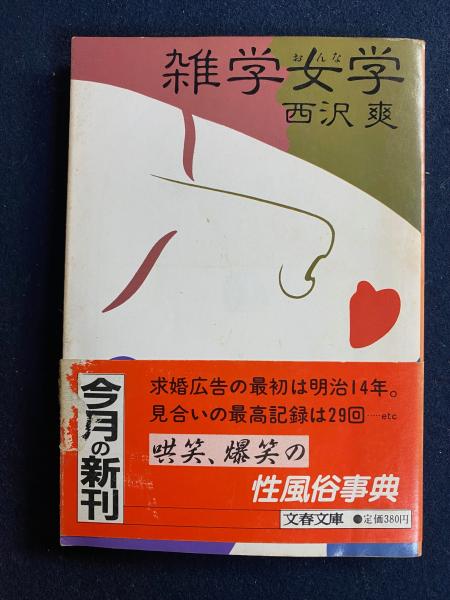 雑学女学
おんな
西沢爽
今月の新刊
求婚広告の最初は明治14年。
見合いの最高記録は29回……etc
哄笑、爆笑の
性風俗事典
文春文庫 ●定価380円